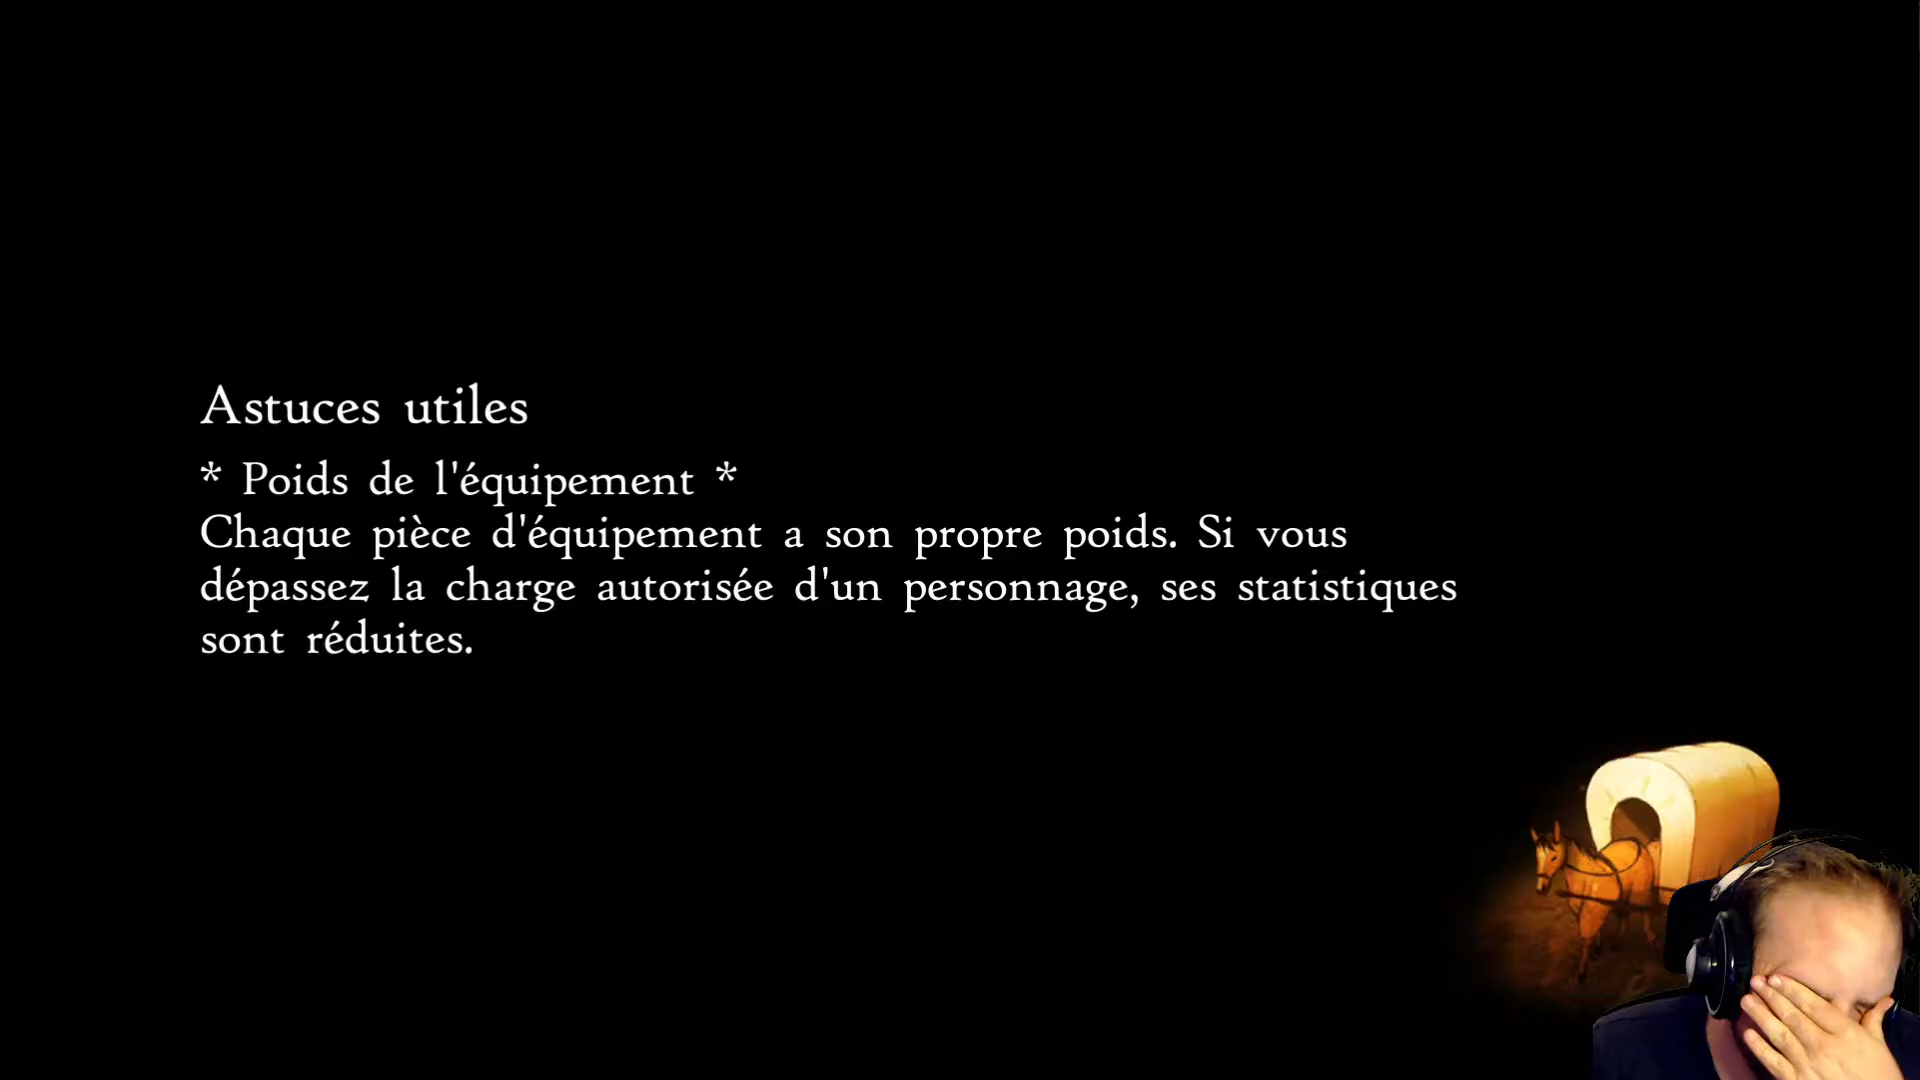 Astuces utiles
* Poids de l'équipement *
Chaque pièce d'équipement a son propre poids. Si vous
dépassez la charge autorisée d'un personnage, ses statistiques
sont réduites.